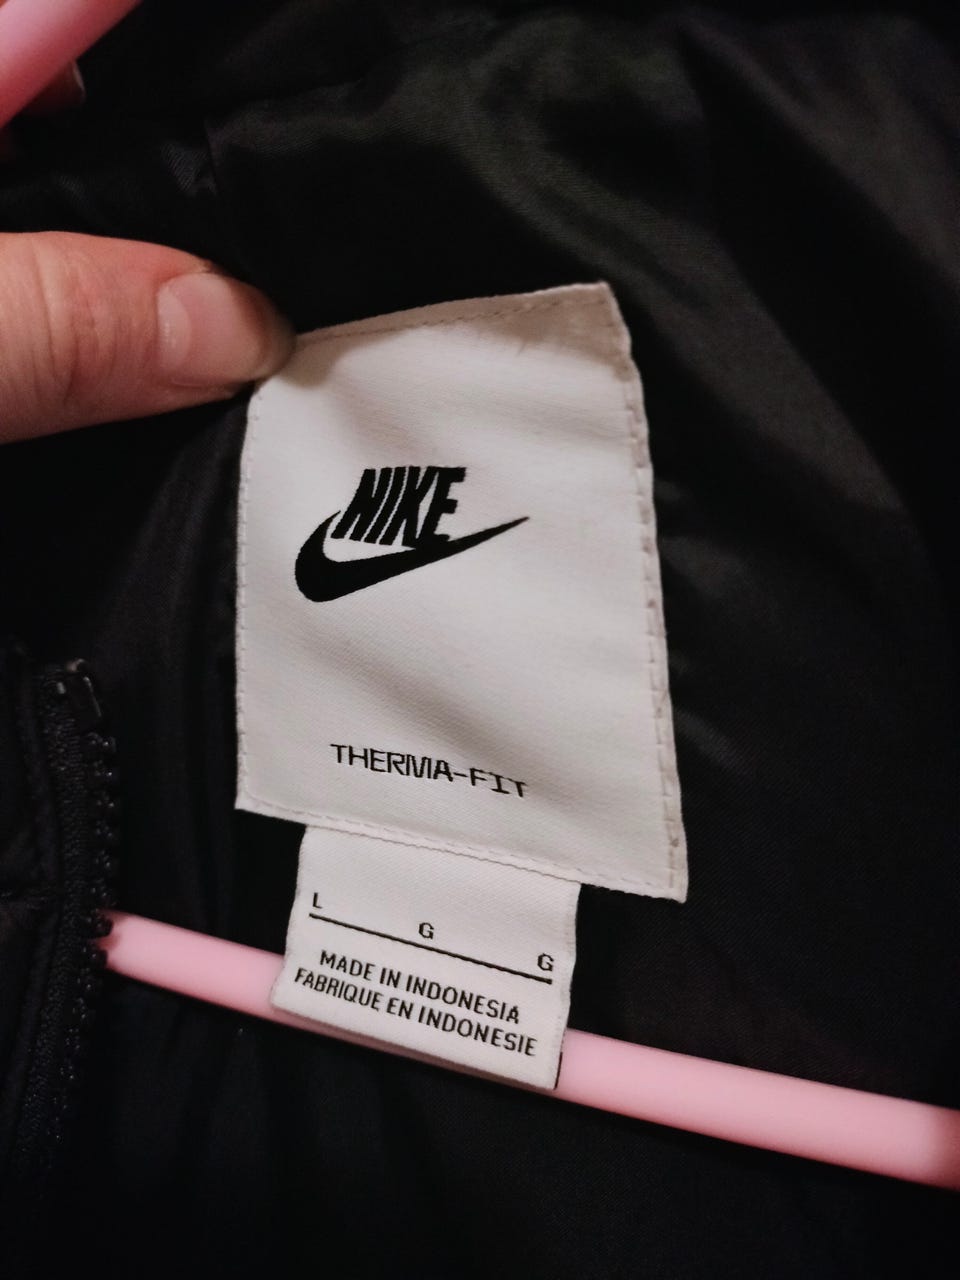 NIKE
THERMA-FIT
L G G
MADE IN INDONESIA
FABRIQUE EN INDONESIE